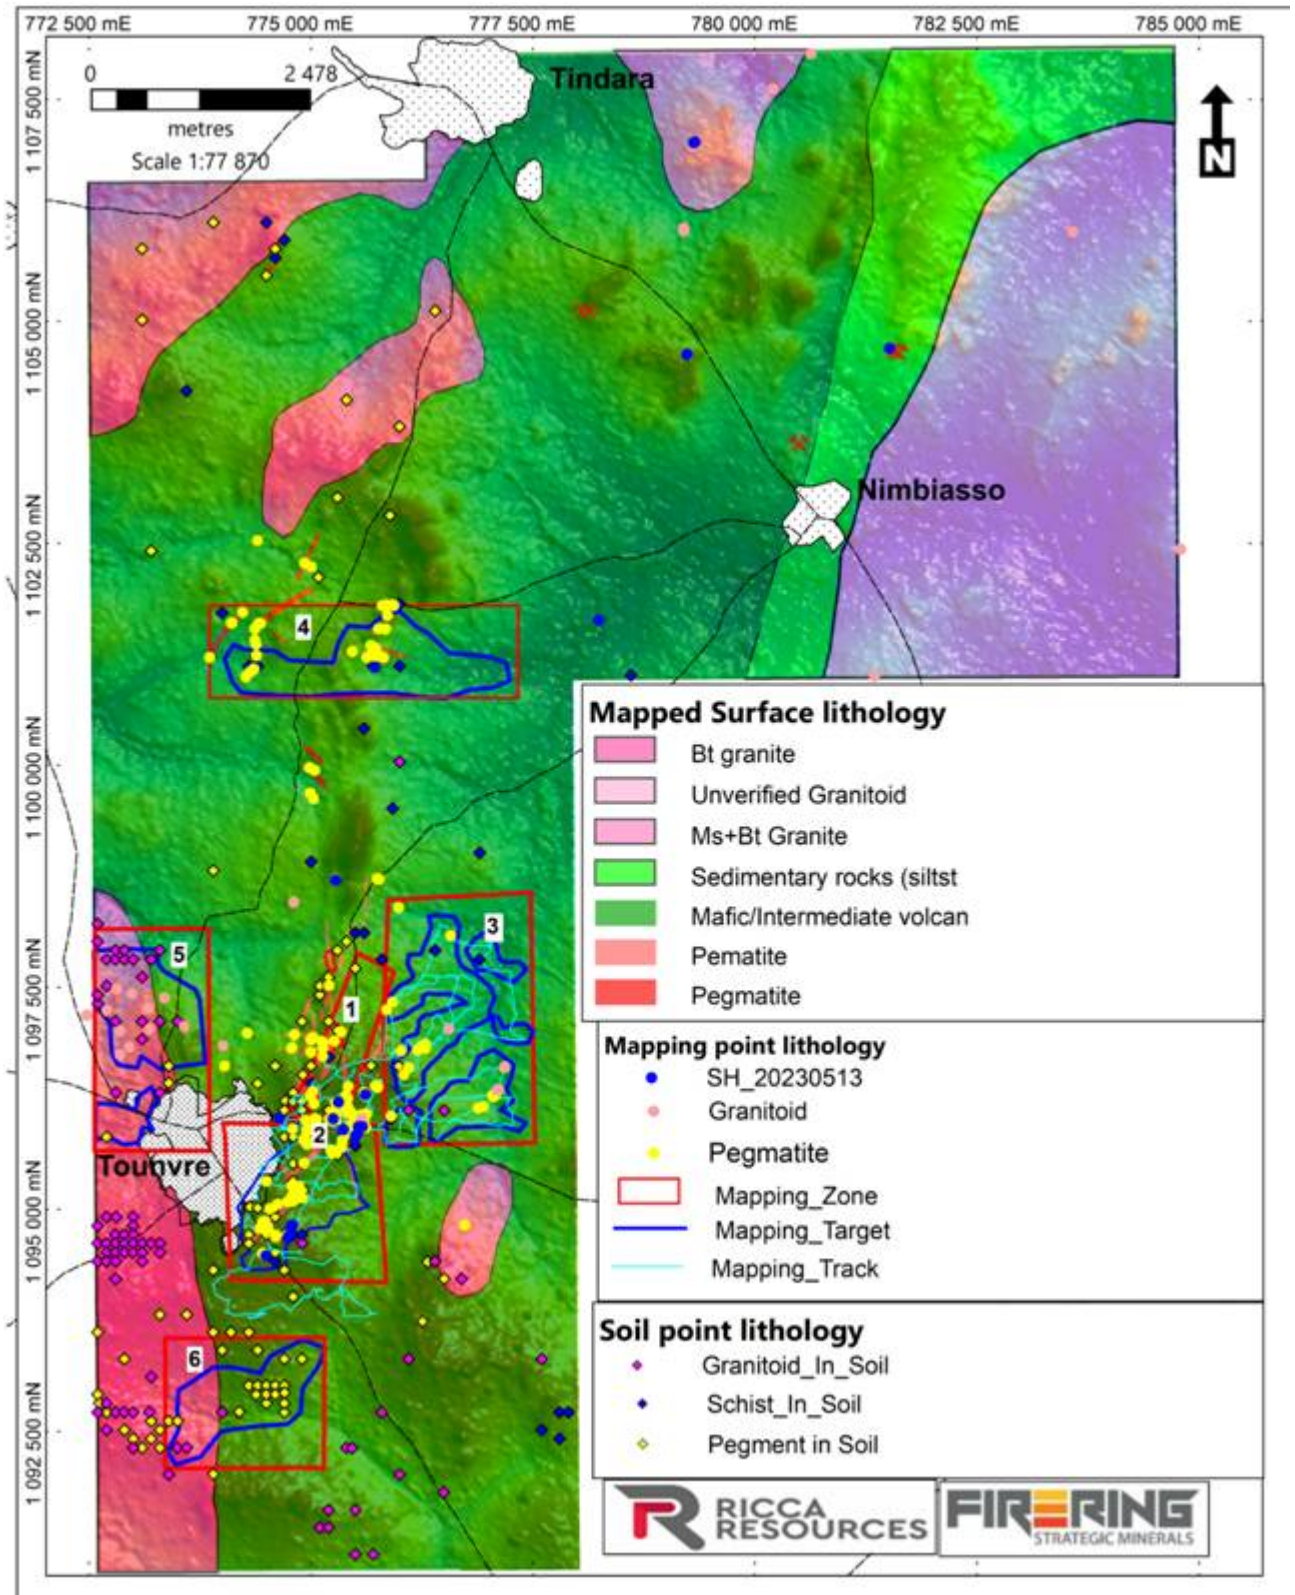 772 500 mE 775 000 mE 777 500 mE 780 000 mE 782 500 mE 785 000 mE
0 2 478
metres
Scale 1:77 870
Tindara
N
1 107 500 mN
1 105 000 mN
Nimbiasso
1 102 500 mN
4
1 100 000 mN
Mapped Surface lithology
Bt granite
Unverified Granitoid
Ms+Bt Granite
Sedimentary rocks (siltst
Mafic/Intermediate volcan
Pematite
Pegmatite
3
5
1
1 097 500 mN
2
Tounvre
1 095 000 mN
Mapping point lithology
SH_20230513
Granitoid
Pegmatite
Mapping_Zone
Mapping_Target
Mapping_Track
6
1 092 500 mN
Soil point lithology
Granitoid_In_Soil
Schist_In_Soil
Pegment in Soil
RICCA
RESOURCES
FIRERING
STRATEGIC MINERALS